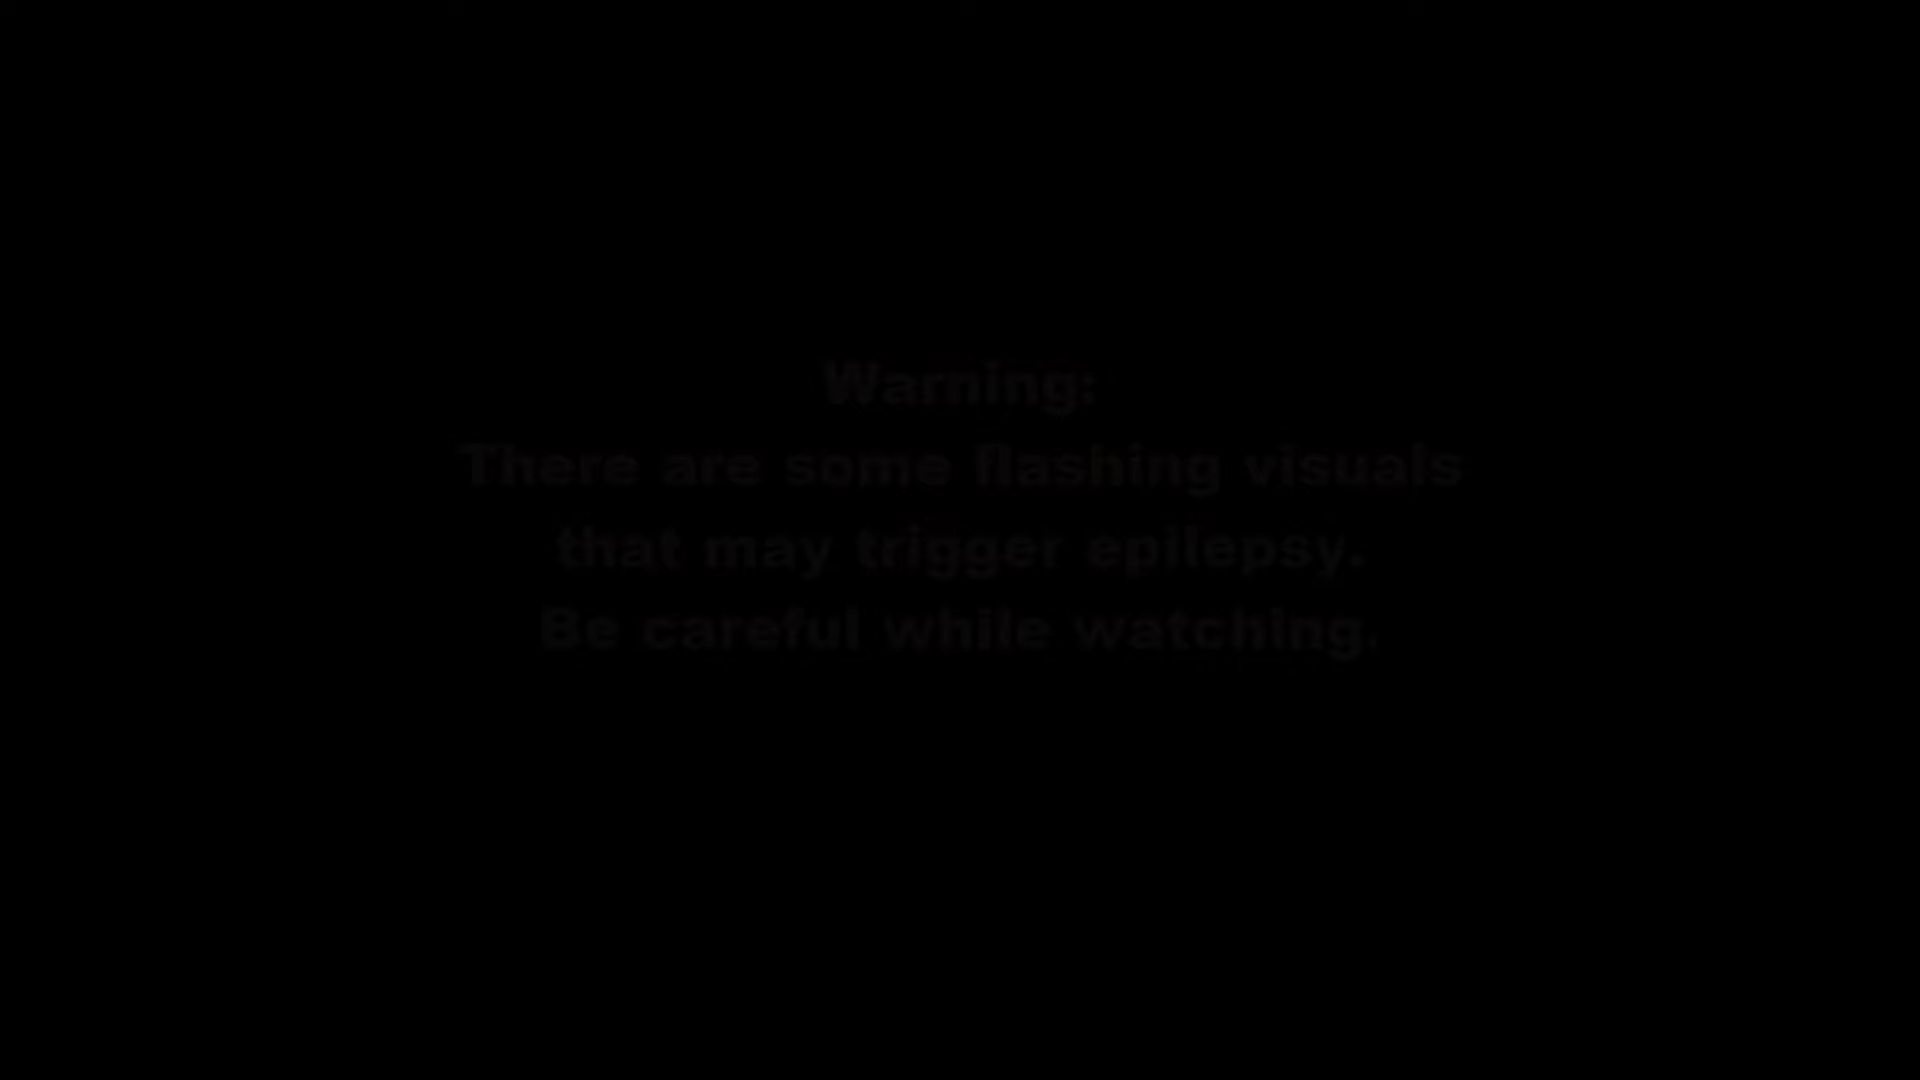 Warning:
There are some flashing visuals
that may trigger epilepsy.
Be careful while watching.